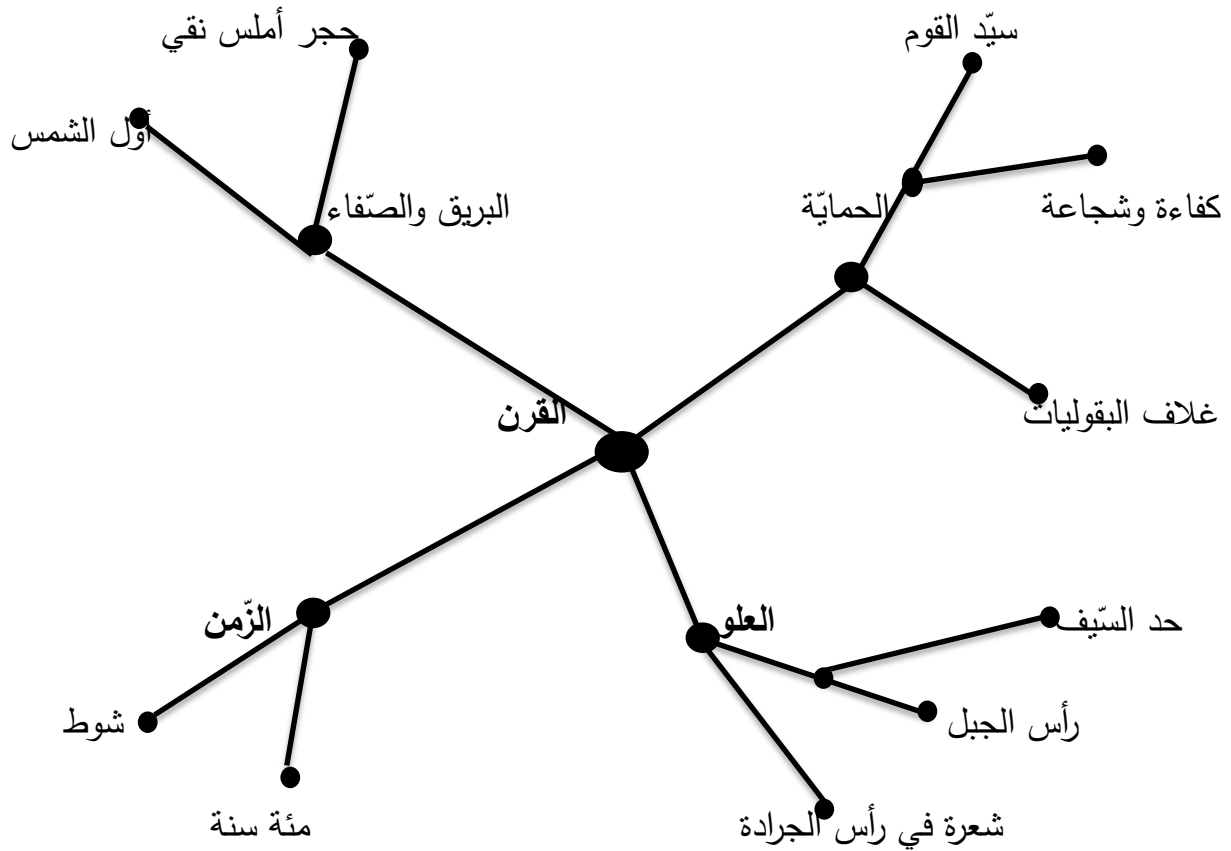 سيّد القوم
حجر أملس نقي
أول الشمس
البريق والصّفاء
الحمايّة
كفاءة وشجاعة
القرن
غلاف البقوليات
الزّمن
العلو
حد السّيف
شوط
رأس الجبل
مئة سنة
شعرة في رأس الجرادة